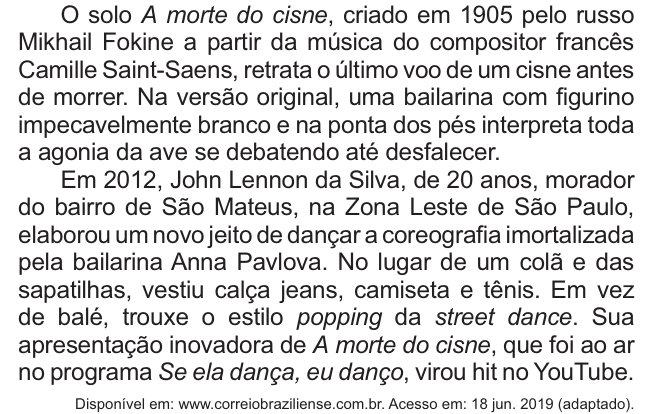 O solo A morte do cisne, criado em 1905 pelo russo
Mikhail Fokine a partir da música do compositor francês
Camille Saint-Saens, retrata o último voo de um cisne antes
de morrer. Na versão original, uma bailarina com figurino
impecavelmente branco e na ponta dos pés interpreta toda
a agonia da ave se debatendo até desfalecer.
Em 2012, John Lennon da Silva, de 20 anos, morador
do bairro de São Mateus, na Zona Leste de São Paulo,
elaborou um novo jeito de dançar a coreografia imortalizada
pela bailarina Anna Pavlova. No lugar de um colã e das
sapatilhas, vestiu calça jeans, camiseta e tênis. Em vez
de balé, trouxe o estilo popping da street dance. Sua
apresentação inovadora de A morte do cisne, que foi ao ar
no programa Se ela dança, eu danço, virou hit no YouTube.
Disponível em: www.correiobraziliense.com.br. Acesso em: 18 jun. 2019 (adaptado).